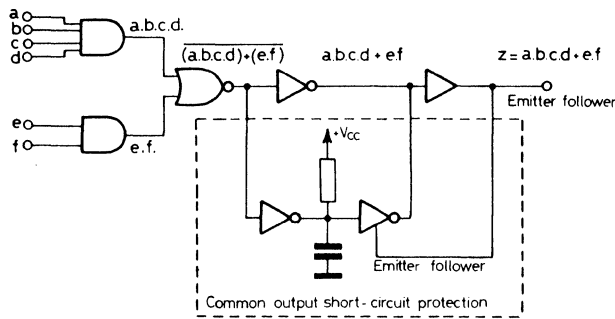 a
b
c
d
a.b.c.d.
e
f
e.f.
(a.b.c.d)+(e.f)
a.b.c.d + e.f
z = a.b.c.d + e.f
Emitter follower
+VCC
Emitter follower
Common output short-circuit protection